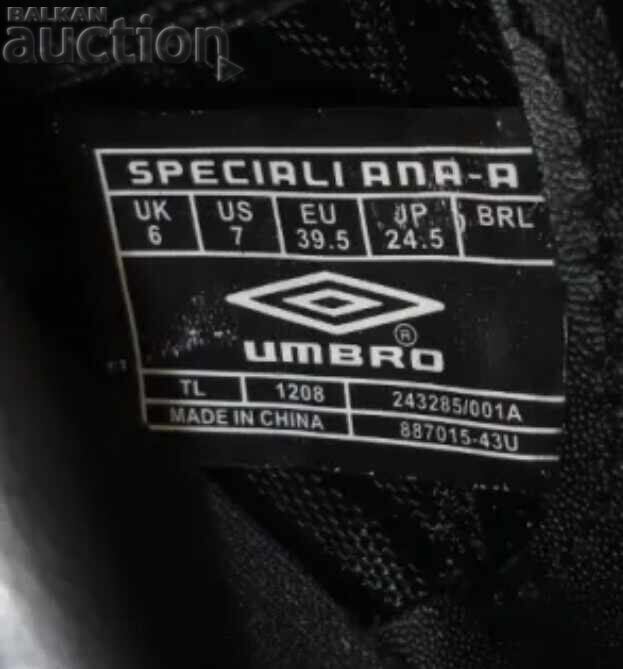 BALKAN
auction
SPECIALI ANA-A
UK US EU JP BRL
6 7 39.5 24.5
UMBRO
®
TL 1208 243285/001A
MADE IN CHINA 887015-43U